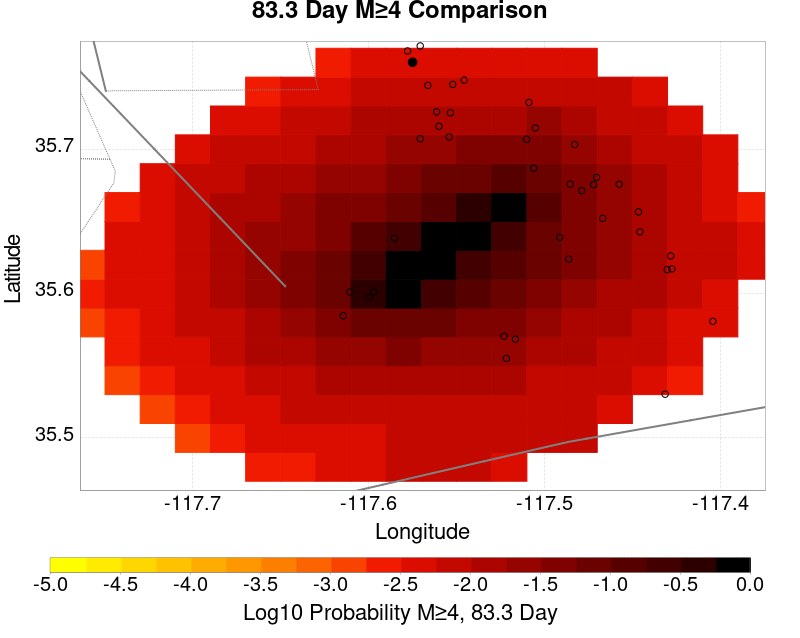 83.3 Day M≥4 Comparison
35.7
35.6
35.5
Latitude
-117.7 -117.6 -117.5 -117.4
Longitude
-5.0 -4.5 -4.0 -3.5 -3.0 -2.5 -2.0 -1.5 -1.0 -0.5 0.0
Log10 Probability M≥4, 83.3 Day